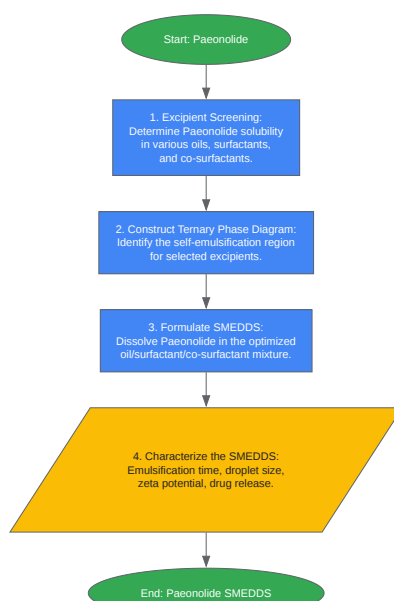 Start: Paeonolide
1. Excipient Screening:
Determine Paeonolide solubility
in various oils, surfactants,
and co-surfactants.
2. Construct Ternary Phase Diagram:
Identify the self-emulsification region
for selected excipients.
3. Formulate SMEDDS:
Dissolve Paeonolide in the optimized
oil/surfactant/co-surfactant mixture.
4. Characterize the SMEDDS:
Emulsification time, droplet size,
zeta potential, drug release.
End: Paeonolide SMEDDS